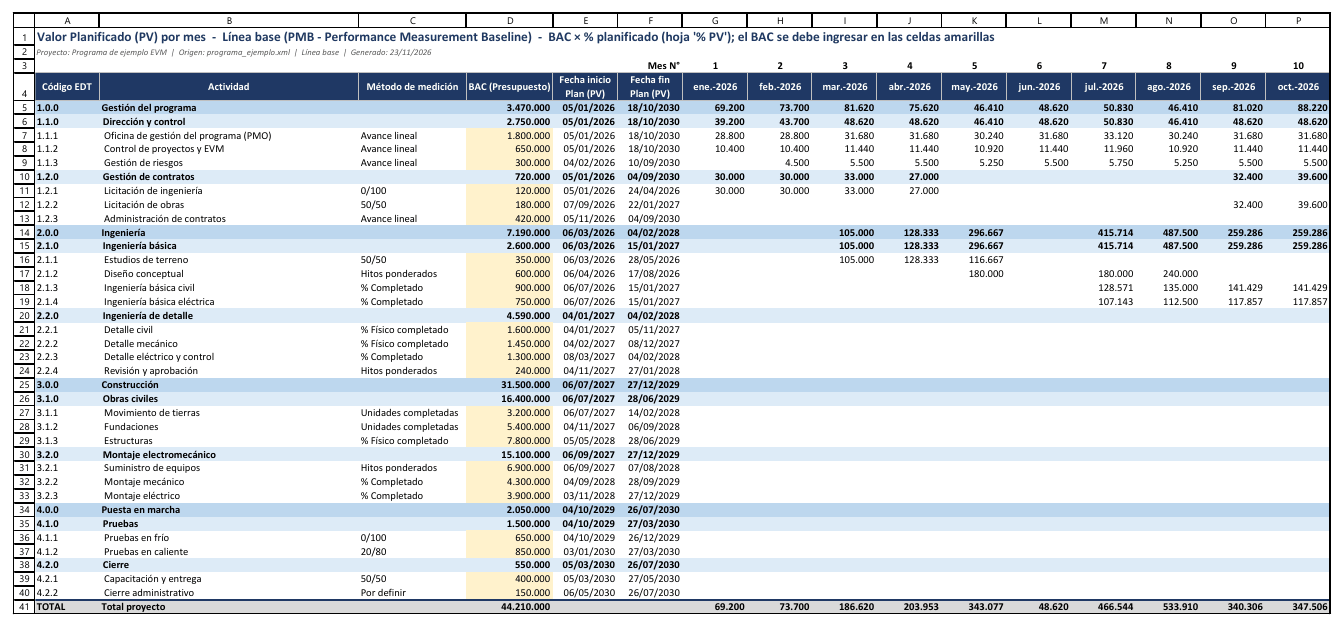 A B C D E F G H I J K L M N O P
1 Valor Planificado (PV) por mes - Línea base (PMB - Performance Measurement Baseline) - BAC × % planificado (hoja '% PV'); el BAC se debe ingresar en las celdas amarillas
2 Proyecto: Programa de ejemplo EVM | Origen: programa_ejemplo.xml | Línea base | Generado: 23/11/2026
3 Mes N° 1 2 3 4 5 6 7 8 9 10
4 Código EDT Actividad Método de medición BAC (Presupuesto) Fecha inicio Plan (PV) Fecha fin Plan (PV) ene.-2026 feb.-2026 mar.-2026 abr.-2026 may.-2026 jun.-2026 jul.-2026 ago.-2026 sep.-2026 oct.-2026
5 1.0.0 Gestión del programa 3.470.000 05/01/2026 18/10/2030 69.200 73.700 81.620 75.620 46.410 48.620 50.830 46.410 81.020 88.220
6 1.1.0 Dirección y control 2.750.000 05/01/2026 18/10/2030 39.200 43.700 48.620 48.620 46.410 48.620 50.830 46.410 48.620 48.620
7 1.1.1 Oficina de gestión del programa (PMO) Avance lineal 1.800.000 05/01/2026 18/10/2030 28.800 28.800 31.680 31.680 30.240 31.680 33.120 30.240 31.680 31.680
8 1.1.2 Control de proyectos y EVM Avance lineal 650.000 05/01/2026 18/10/2030 10.400 10.400 11.440 11.440 10.920 11.440 11.960 10.920 11.440 11.440
9 1.1.3 Gestión de riesgos Avance lineal 300.000 04/02/2026 10/09/2030 4.500 5.500 5.500 5.250 5.500 5.750 5.250 5.500 5.500
10 1.2.0 Gestión de contratos 720.000 05/01/2026 04/09/2030 30.000 30.000 33.000 27.000 32.400 39.600
11 1.2.1 Licitación de ingeniería 0/100 120.000 05/01/2026 24/04/2026 30.000 30.000 33.000 27.000
12 1.2.2 Licitación de obras 50/50 180.000 07/09/2026 22/01/2027 32.400 39.600
13 1.2.3 Administración de contratos Avance lineal 420.000 05/11/2026 04/09/2030
14 2.0.0 Ingeniería 7.190.000 06/03/2026 04/02/2028 105.000 128.333 296.667 415.714 487.500 259.286 259.286
15 2.1.0 Ingeniería básica 2.600.000 06/03/2026 15/01/2027 105.000 128.333 296.667 415.714 487.500 259.286 259.286
16 2.1.1 Estudios de terreno 50/50 350.000 06/03/2026 28/05/2026 105.000 128.333 116.667
17 2.1.2 Diseño conceptual Hitos ponderados 600.000 06/04/2026 17/08/2026 180.000 180.000 240.000
18 2.1.3 Ingeniería básica civil % Completado 900.000 06/07/2026 15/01/2027 128.571 135.000 141.429 141.429
19 2.1.4 Ingeniería básica eléctrica % Completado 750.000 06/07/2026 15/01/2027 107.143 112.500 117.857 117.857
20 2.2.0 Ingeniería de detalle 4.590.000 04/01/2027 04/02/2028
21 2.2.1 Detalle civil % Físico completado 1.600.000 04/01/2027 05/11/2027
22 2.2.2 Detalle mecánico % Físico completado 1.450.000 04/02/2027 08/12/2027
23 2.2.3 Detalle eléctrico y control % Completado 1.300.000 08/03/2027 04/02/2028
24 2.2.4 Revisión y aprobación Hitos ponderados 240.000 04/11/2027 27/01/2028
25 3.0.0 Construcción 31.500.000 06/07/2027 27/12/2029
26 3.1.0 Obras civiles 16.400.000 06/07/2027 28/06/2029
27 3.1.1 Movimiento de tierras Unidades completadas 3.200.000 06/07/2027 14/02/2028
28 3.1.2 Fundaciones Unidades completadas 5.400.000 04/11/2027 06/09/2028
29 3.1.3 Estructuras % Físico completado 7.800.000 05/05/2028 28/06/2029
30 3.2.0 Montaje electromecánico 15.100.000 06/09/2027 27/12/2029
31 3.2.1 Suministro de equipos Hitos ponderados 6.900.000 06/09/2027 07/08/2028
32 3.2.2 Montaje mecánico % Completado 4.300.000 04/09/2028 28/09/2029
33 3.2.3 Montaje eléctrico % Completado 3.900.000 03/11/2028 27/12/2029
34 4.0.0 Puesta en marcha 2.050.000 04/10/2029 26/07/2030
35 4.1.0 Pruebas 1.500.000 04/10/2029 27/03/2030
36 4.1.1 Pruebas en frío 0/100 650.000 04/10/2029 26/12/2029
37 4.1.2 Pruebas en caliente 20/80 850.000 03/01/2030 27/03/2030
38 4.2.0 Cierre 550.000 05/03/2030 26/07/2030
39 4.2.1 Capacitación y entrega 50/50 400.000 05/03/2030 27/05/2030
40 4.2.2 Cierre administrativo Por definir 150.000 06/05/2030 26/07/2030
41 TOTAL Total proyecto 44.210.000 69.200 73.700 186.620 203.953 343.077 48.620 466.544 533.910 340.306 347.506